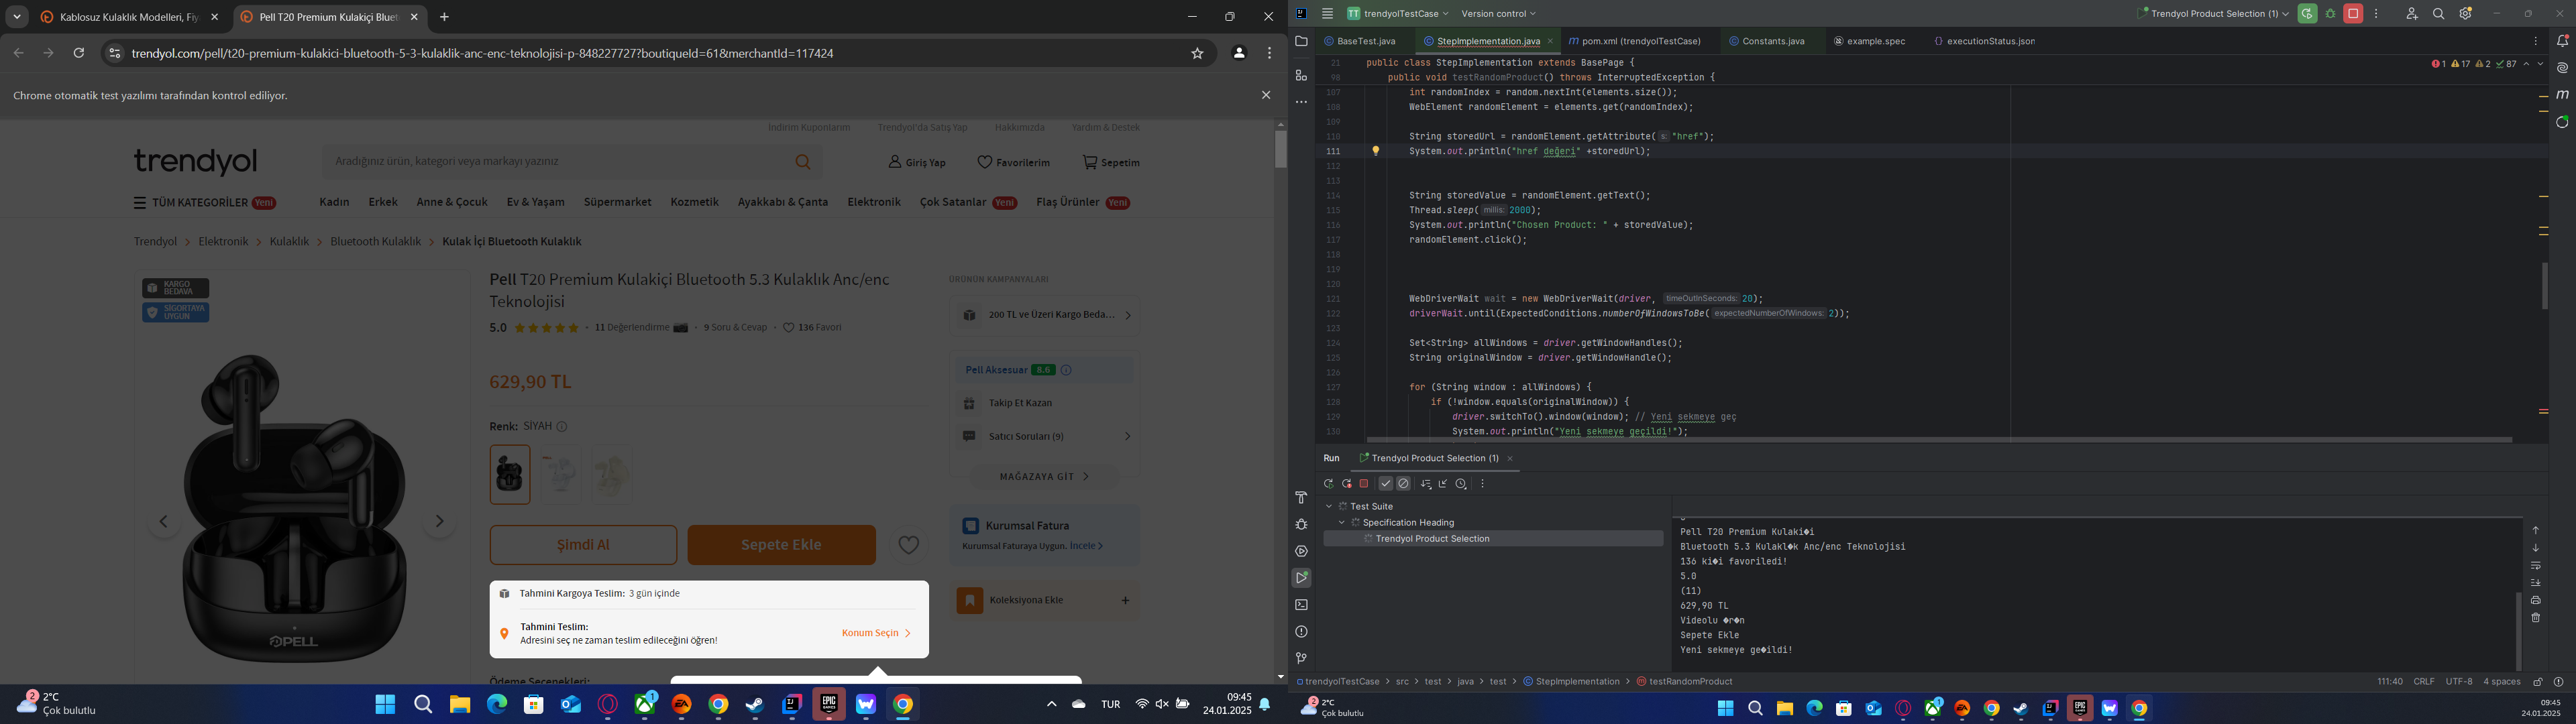 Kablosuz Kulaklık Modelleri, Fiy
Pell T20 Premium Kulakiçi Blueto
trendyol.com/pell/t20-premium-kulakici-bluetooth-5-3-kulaklik-anc-enc-teknolojisi-p-848227727?boutiqueId=61&merchantId=117424
Chrome otomatik test yazılımı tarafından kontrol ediliyor.
İndirim Kuponlarım Trendyol'da Satış Yap Hakkımızda Yardım & Destek
trendyol
Aradığınız ürün, kategori veya markayı yazınız
Giriş Yap Favorilerim Sepetim
TÜM KATEGORİLER Yeni Kadın Erkek Anne & Çocuk Ev & Yaşam Süpermarket Kozmetik Ayakkabı & Çanta Elektronik Çok Satanlar Yeni Flaş Ürünler Yeni
Trendyol > Elektronik > Kulaklık > Bluetooth Kulaklık > Kulak İçi Bluetooth Kulaklık
KARGO
BEDAVA
SİGORTAYA
UYGUN
PELL
Pell T20 Premium Kulakiçi Bluetooth 5.3 Kulaklık Anc/enc
Teknolojisi
5.0 11 Değerlendirme 9 Soru & Cevap 136 Favori
629,90 TL
Renk: SİYAH
Şimdi Al
Sepete Ekle
Tahmini Kargoya Teslim: 3 gün içinde
Tahmini Teslim:
Adresini seç ne zaman teslim edileceğini öğren!
Konum Seçin
Ödeme Seçenekleri:
ÜRÜNÜN KAMPANYALARI
200 TL ve Üzeri Kargo Beda...
Pell Aksesuar 8.6
Takip Et Kazan
Satıcı Soruları (9)
MAĞAZAYA GİT
Kurumsal Fatura
Kurumsal Faturaya Uygun. İncele
Koleksiyona Ekle
2
2°C
Çok bulutlu
1
EA
EPIC
GAMES
TUR
09:45
24.01.2025
TT trendyolTestCase Version control
Trendyol Product Selection (1)
BaseTest.java StepImplementation.java pom.xml (trendyolTestCase) Constants.java example.spec executionStatus.json
1 17 2 87
21 public class StepImplementation extends BasePage {
98 public void testRandomProduct() throws InterruptedException {
107 int randomIndex = random.nextInt(elements.size());
108 WebElement randomElement = elements.get(randomIndex);
109
110 String storedUrl = randomElement.getAttribute( s: "href");
111 System.out.println("href değeri" +storedUrl);
112
113
114 String storedValue = randomElement.getText();
115 Thread.sleep( millis: 2000);
116 System.out.println("Chosen Product: " + storedValue);
117 randomElement.click();
118
119
120
121 WebDriverWait wait = new WebDriverWait(driver, timeOutInSeconds: 20);
122 driverWait.until(ExpectedConditions.numberOfWindowsToBe( expectedNumberOfWindows: 2));
123
124 Set<String> allWindows = driver.getWindowHandles();
125 String originalWindow = driver.getWindowHandle();
126
127 for (String window : allWindows) {
128 if (!window.equals(originalWindow)) {
129 driver.switchTo().window(window); // Yeni sekmeye geç
130 System.out.println("Yeni sekmeye geçildi!");
Run Trendyol Product Selection (1)
Test Suite
Specification Heading
Trendyol Product Selection
Pell T20 Premium Kulaki�i
Bluetooth 5.3 Kulakl�k Anc/enc Teknolojisi
136 ki�i favoriledi!
5.0
(11)
629,90 TL
Videolu �r�n
Sepete Ekle
Yeni sekmeye ge�ildi!
trendyolTestCase > src > test > java > test > StepImplementation > testRandomProduct
111:40 CRLF UTF-8 4 spaces
2
2°C
Çok bulutlu
EA
EPIC
09:45
24.01.2025